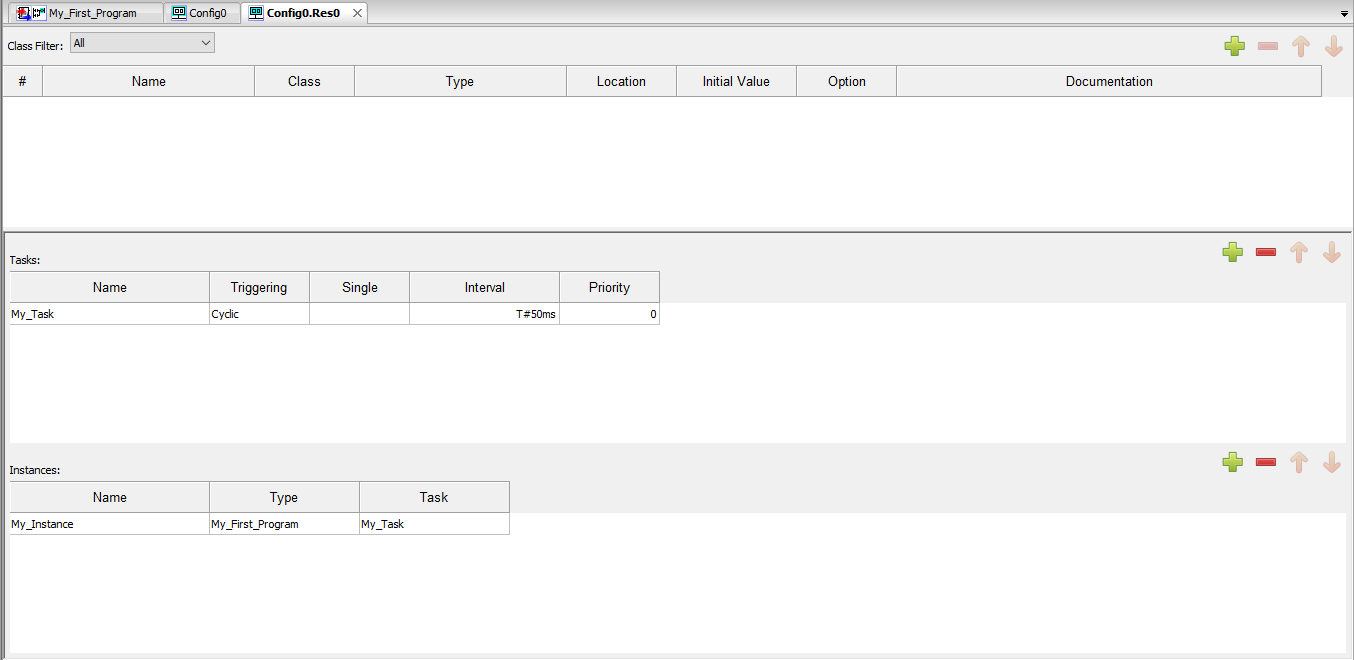 My_First_Program Config0 Config0.Res0
Class Filter: All
# Name Class Type Location Initial Value Option Documentation
Tasks:
Name Triggering Single Interval Priority
My_Task Cyclic T#50ms 0
Instances:
Name Type Task
My_Instance My_First_Program My_Task